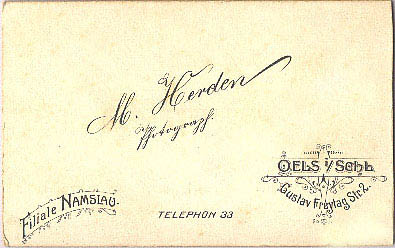 M. Herden
Photograph.
OELS i/Schl.
Gustav Freytag Str. 2.
Filiale NAMSLAU.
TELEPHON 33